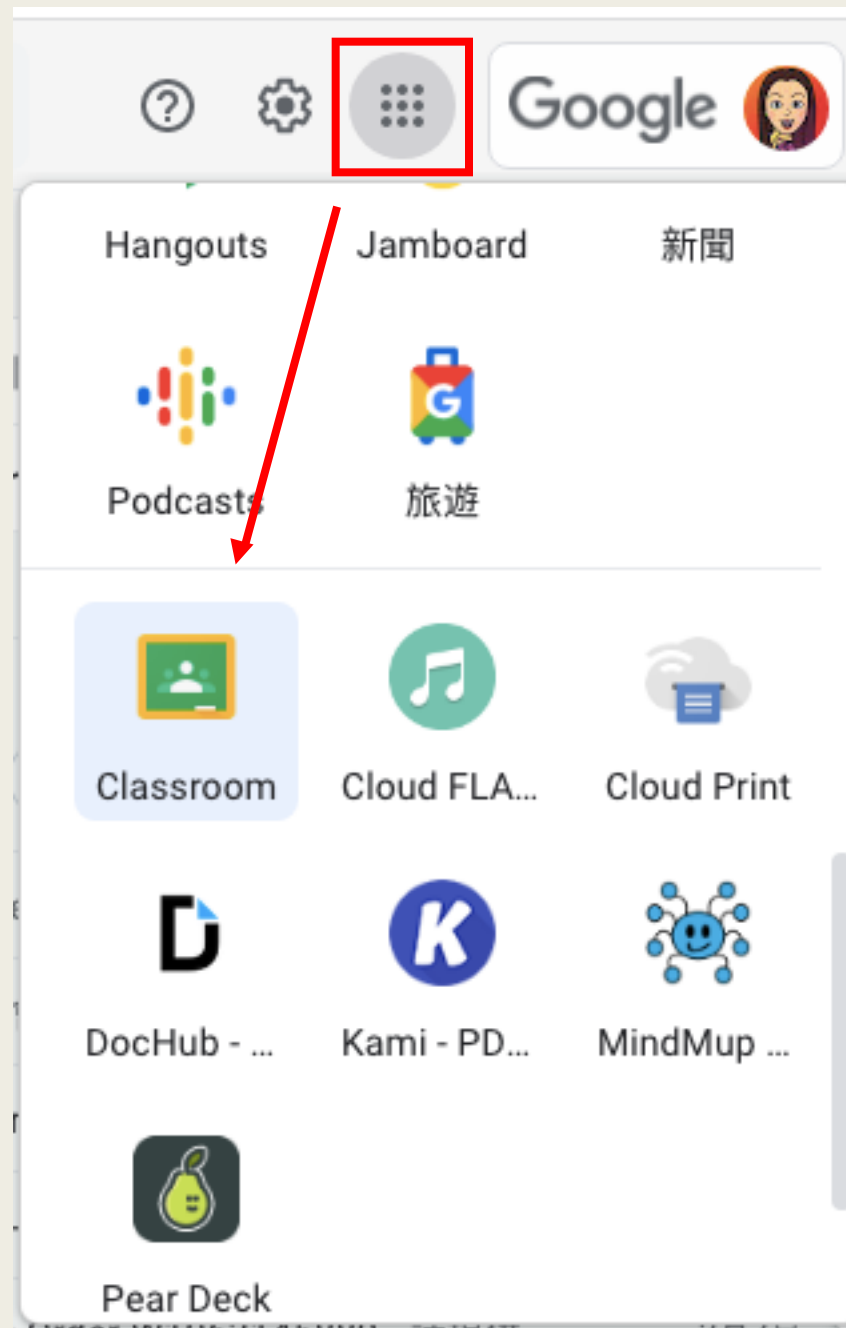 Google
Hangouts Jamboard 新聞
Podcasts 旅遊
Classroom Cloud FLA... Cloud Print
DocHub - ... Kami - PD... MindMup ...
Pear Deck